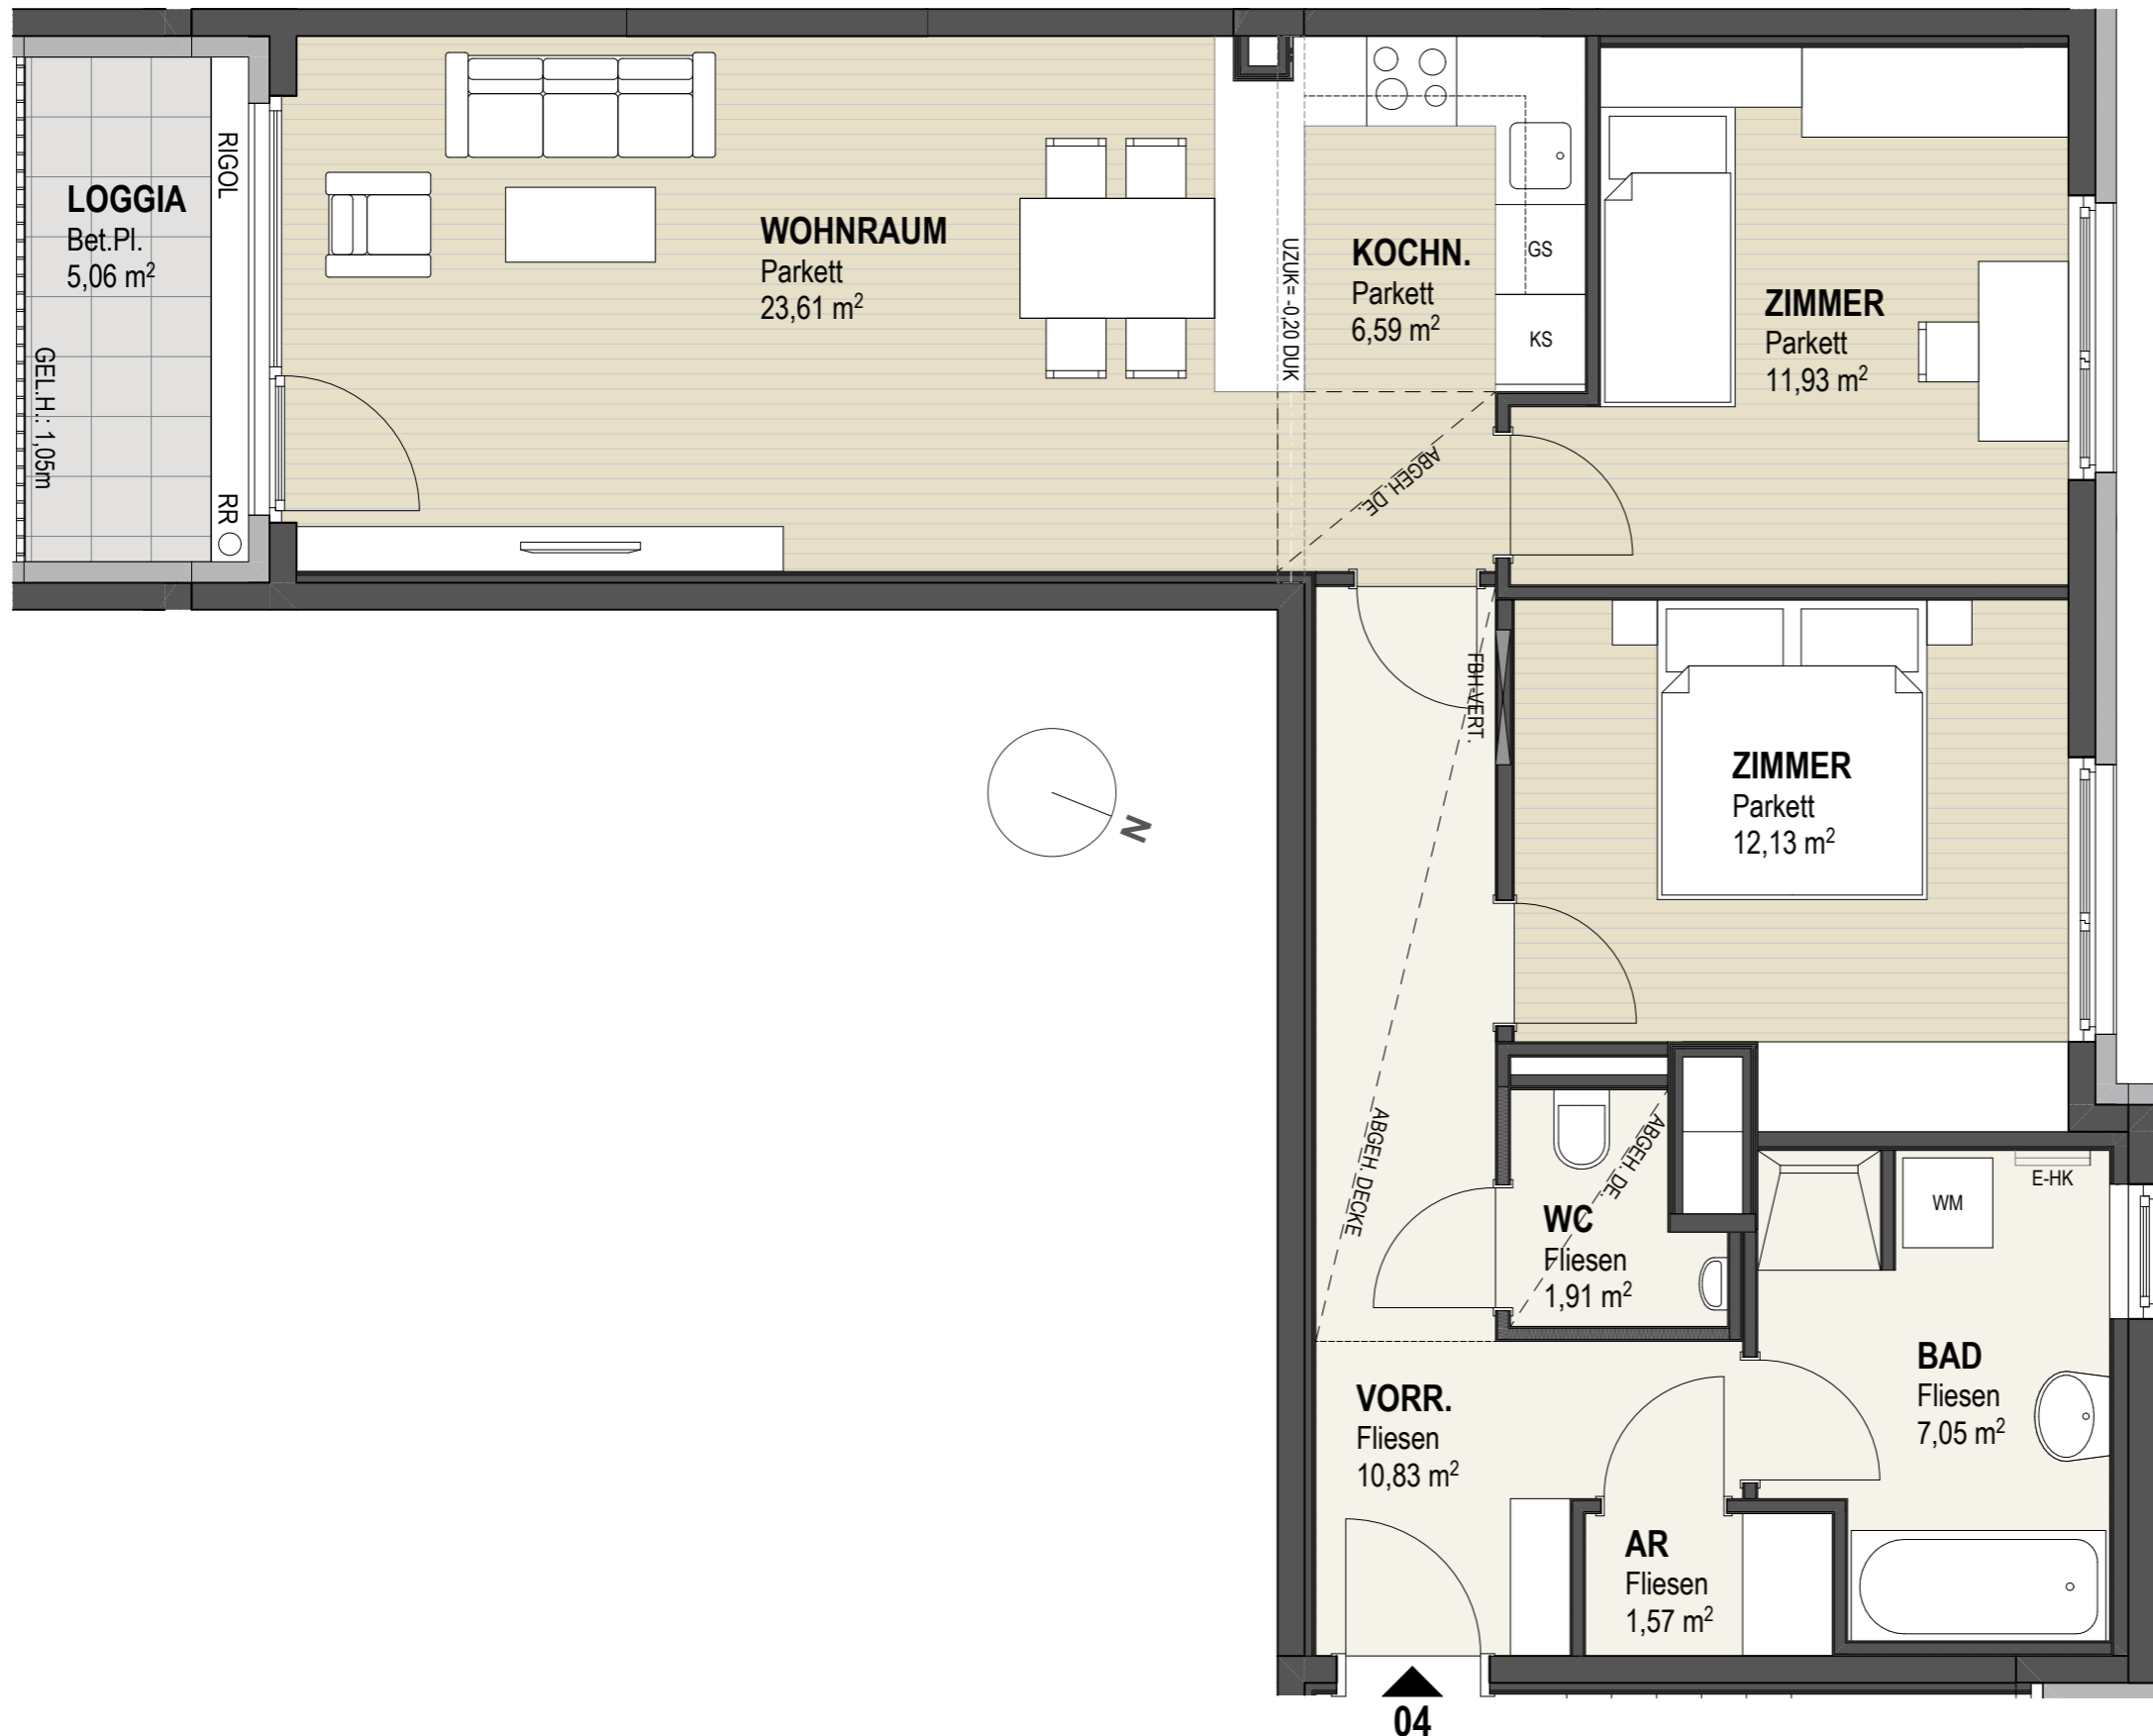 LOGGIA
Bet.Pl.
5,06 m²
RIGOL
RR
GEL.H.: 1,05m
WOHNRAUM
Parkett
23,61 m²
UZUK= -0,20 DUK
KOCHN.
Parkett
6,59 m²
GS
KS
ABGEH. DE.
ZIMMER
Parkett
11,93 m²
FBH-VERT.
ZIMMER
Parkett
12,13 m²
N
ABGEH. DECKE
ABGEH. DE.
WC
Fliesen
1,91 m²
WM
E-HK
BAD
Fliesen
7,05 m²
VORR.
Fliesen
10,83 m²
AR
Fliesen
1,57 m²
04